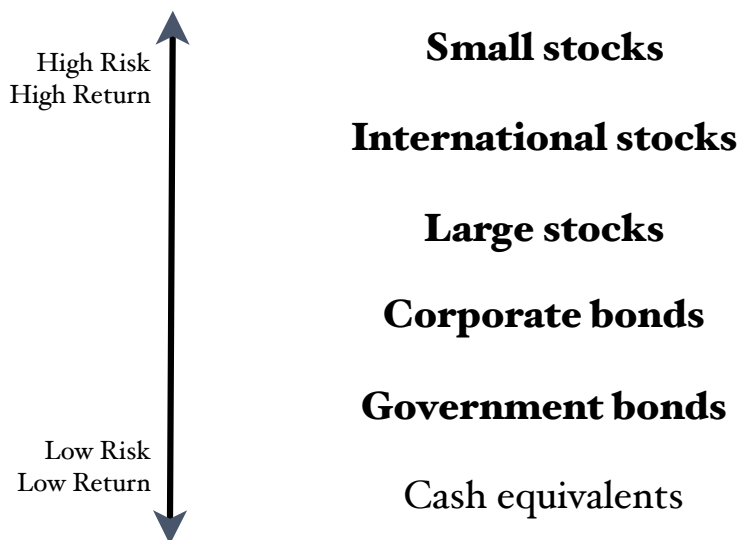 High Risk
High Return
Small stocks
International stocks
Large stocks
Corporate bonds
Government bonds
Low Risk
Low Return
Cash equivalents